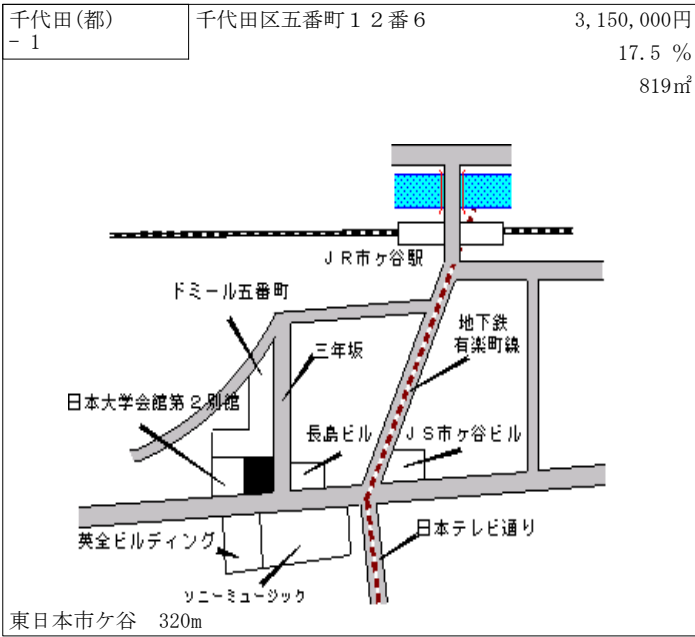 千代田(都)
- 1
千代田区五番町１２番６
3,150,000円
17.5 %
819㎡
ＪＲ市ヶ谷駅
ドミール五番町
地下鉄
有楽町線
三年坂
日本大学会館第２別館
長島ビル
ＪＳ市ヶ谷ビル
日本テレビ通り
英全ビルディング
ソニーミュージック
東日本市ケ谷　320m